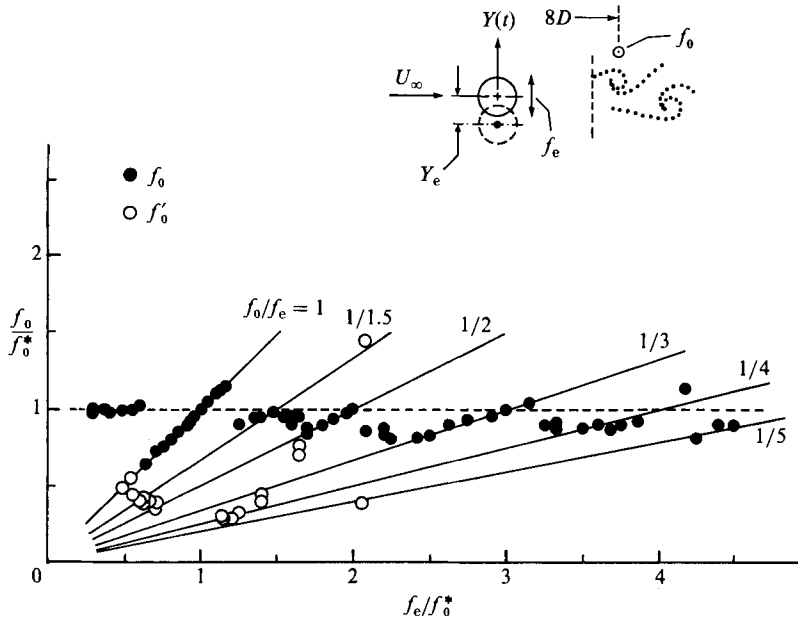 8D
Y(t)
f₀
U∞
fₑ
Yₑ
f₀
f′₀
2
f₀/fₑ = 1
1/1.5
1/2
1/3
1/4
1/5
f₀
f₀*
1
0
1
2
3
4
fₑ/f₀*